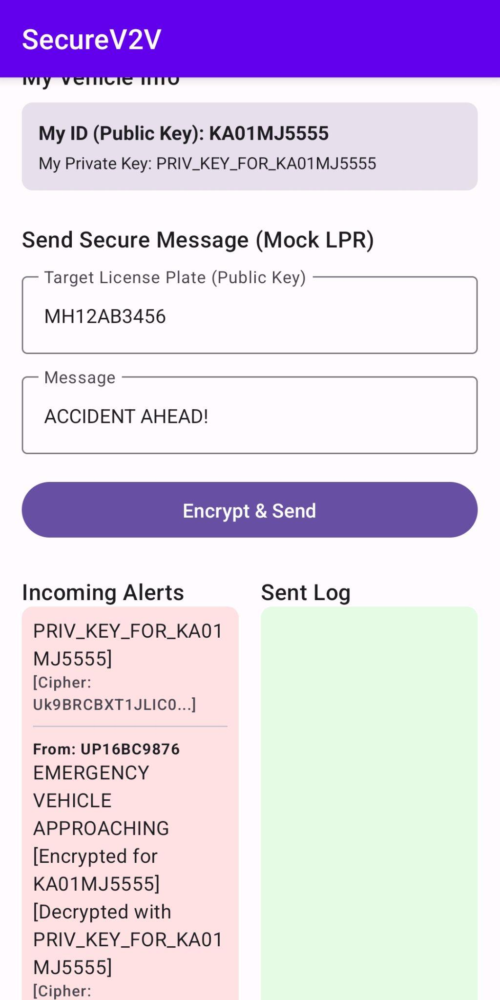 SecureV2V
My Vehicle Info
My ID (Public Key): KA01MJ5555
My Private Key: PRIV_KEY_FOR_KA01MJ5555
Send Secure Message (Mock LPR)
Target License Plate (Public Key)
MH12AB3456
Message
ACCIDENT AHEAD!
Encrypt & Send
Incoming Alerts
PRIV_KEY_FOR_KA01
MJ5555]
[Cipher:
Uk9BRCBXT1JLIC0...]
From: UP16BC9876
EMERGENCY
VEHICLE
APPROACHING
[Encrypted for
KA01MJ5555]
[Decrypted with
PRIV_KEY_FOR_KA01
MJ5555]
[Cipher:
Sent Log